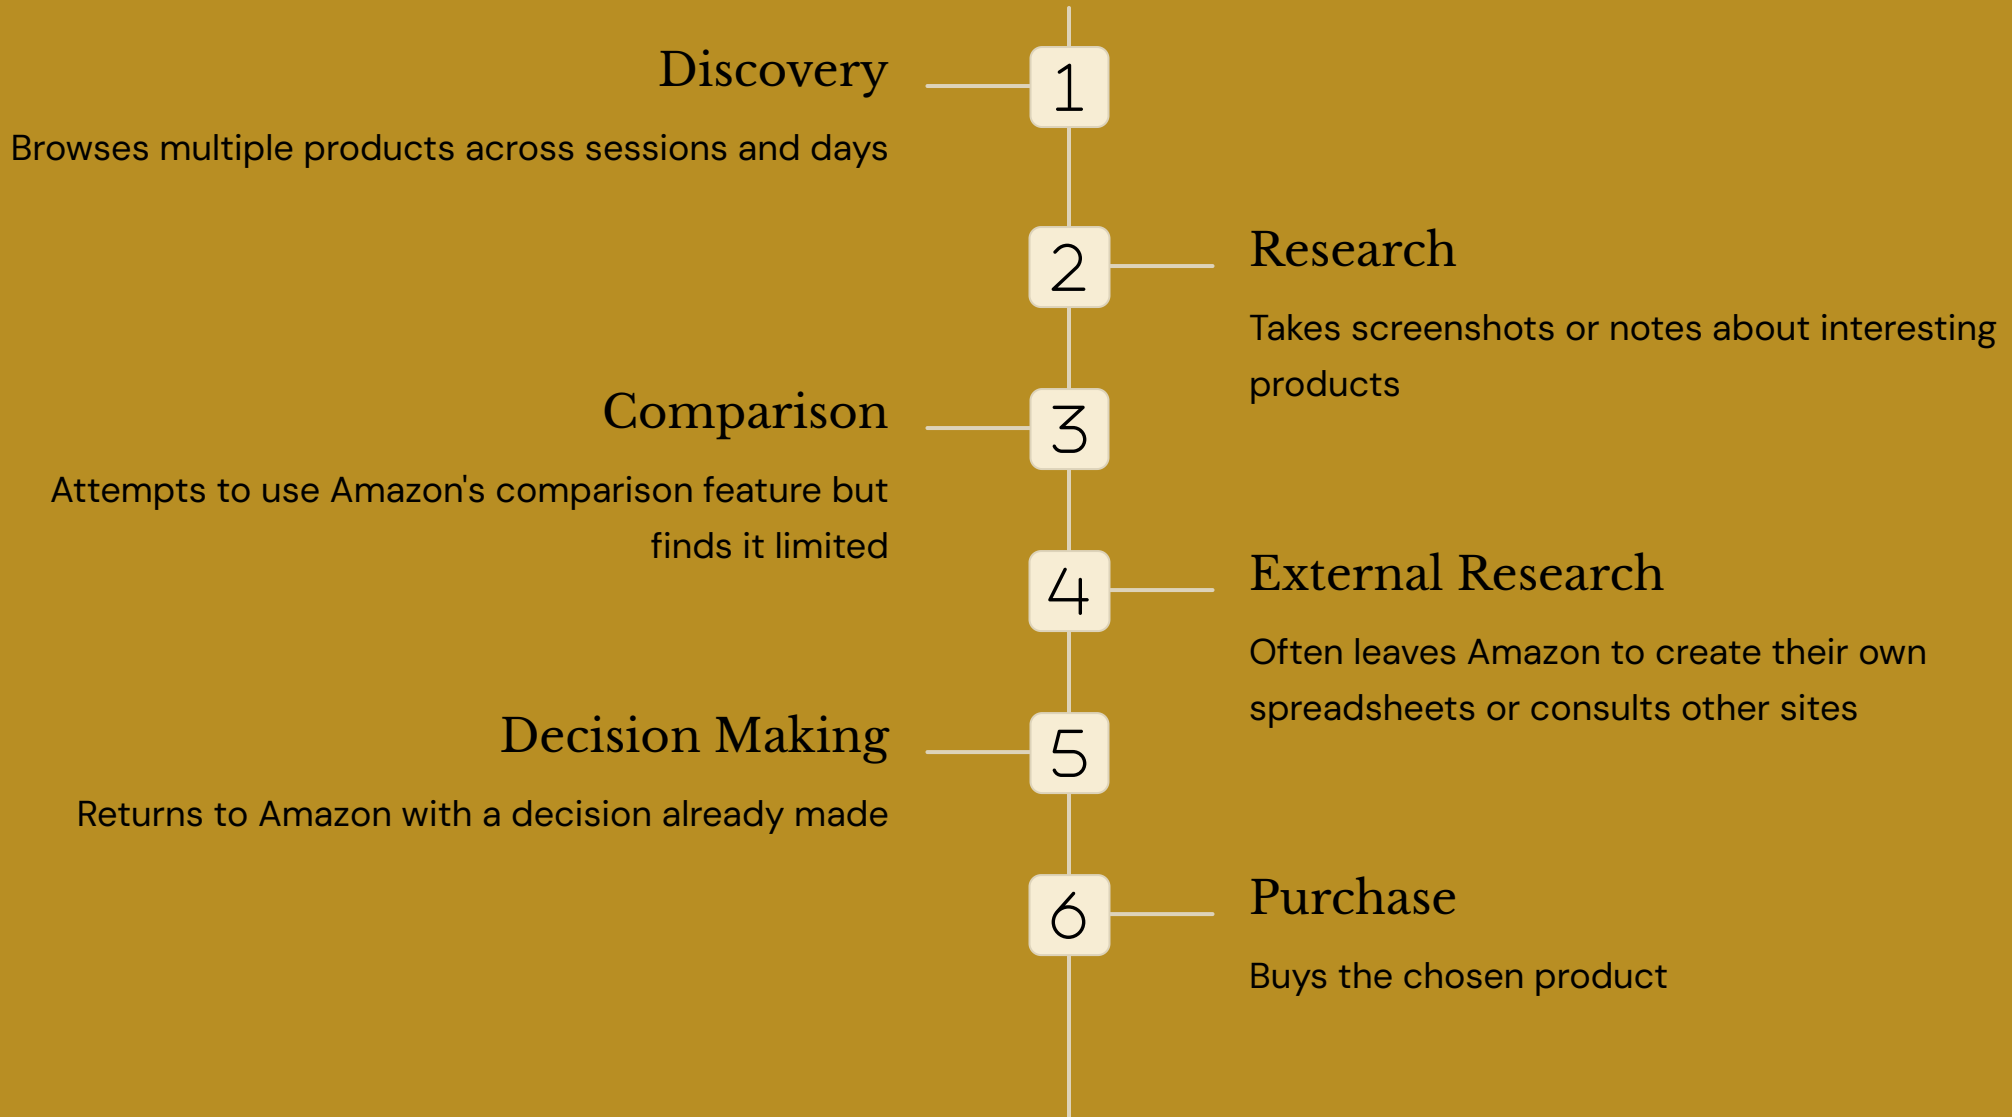 1
Discovery
Browses multiple products across sessions and days
2
Research
Takes screenshots or notes about interesting
products
3
Comparison
Attempts to use Amazon's comparison feature but
finds it limited
4
External Research
Often leaves Amazon to create their own
spreadsheets or consults other sites
5
Decision Making
Returns to Amazon with a decision already made
6
Purchase
Buys the chosen product